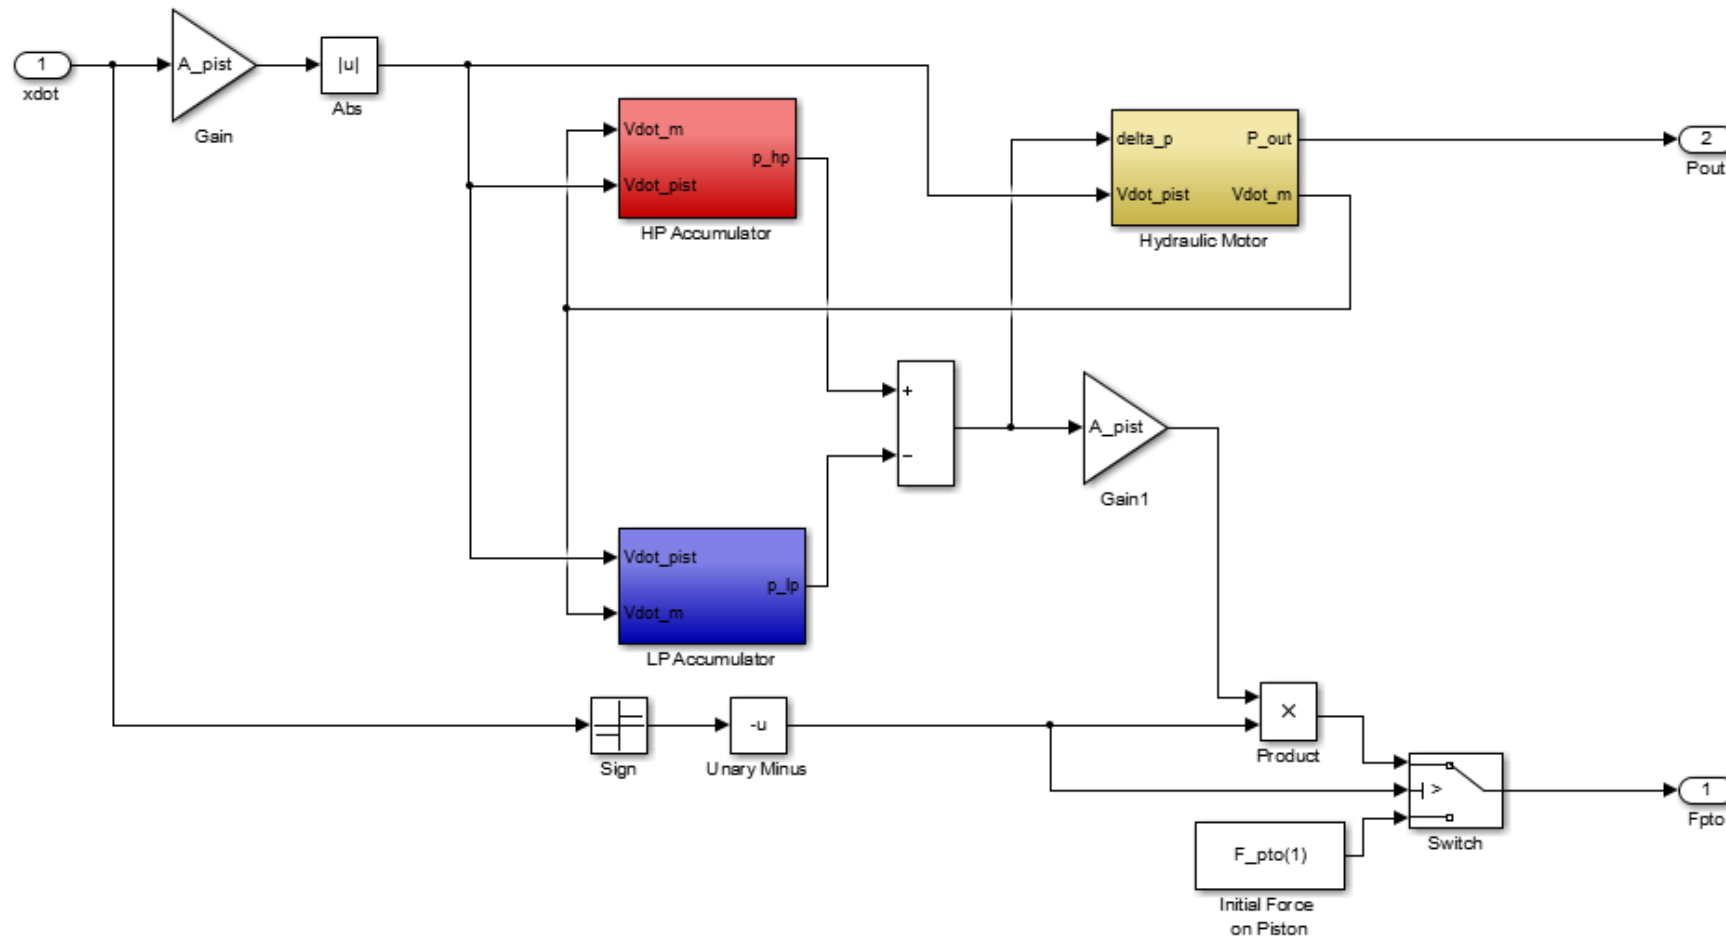 1
xdot
A_pist
Gain
|u|
Abs
Vdot_m
Vdot_pist
p_hp
HP Accumulator
delta_p
Vdot_pist
P_out
Vdot_m
Hydraulic Motor
2
Pout
+
−
A_pist
Gain1
Vdot_pist
Vdot_m
p_lp
LP Accumulator
Sign
-u
Unary Minus
×
Product
>
Switch
F_pto(1)
Initial Force
on Piston
1
Fpto